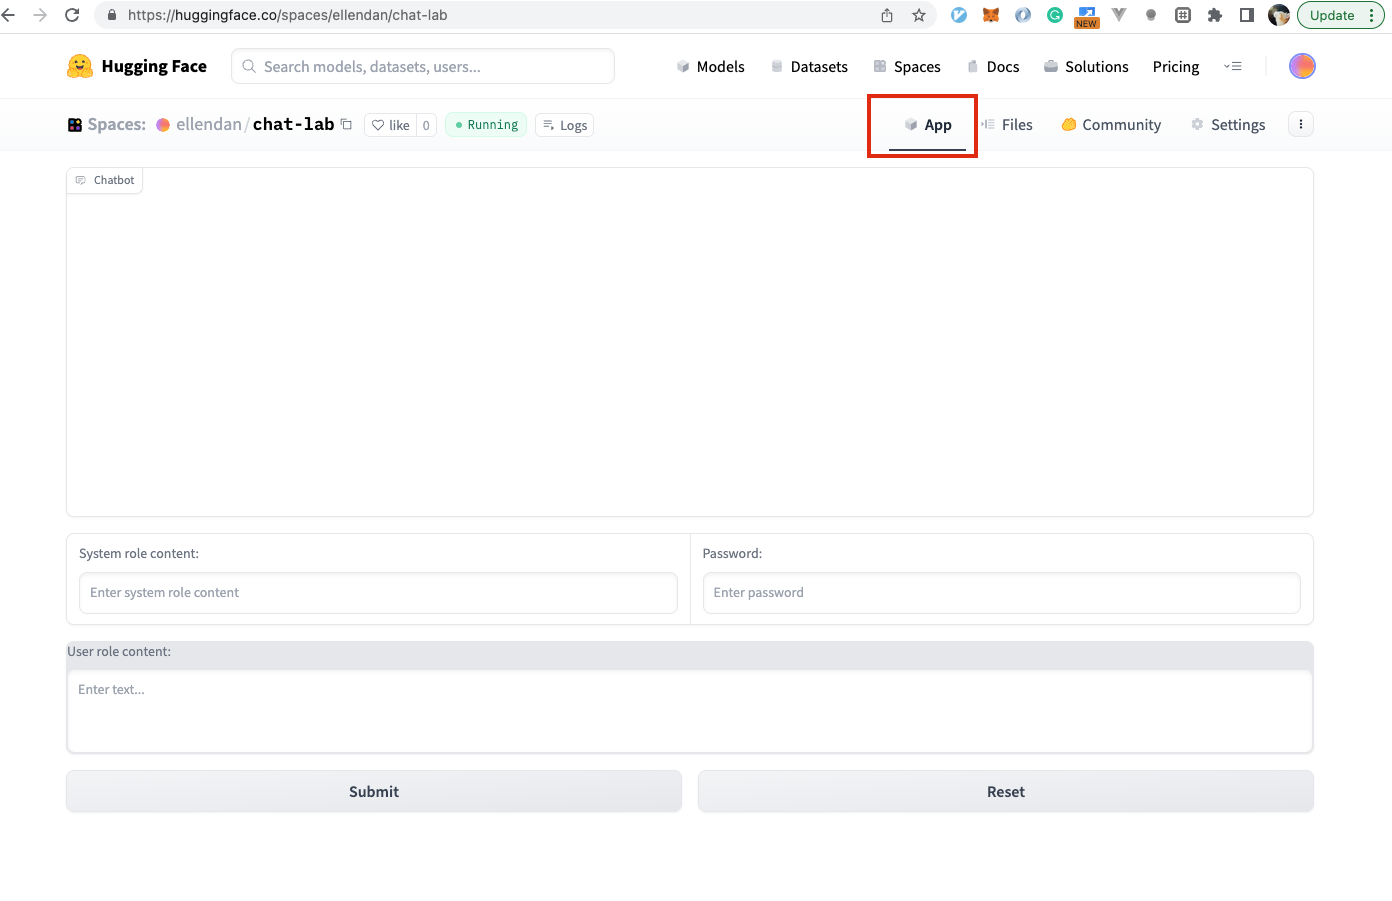 https://huggingface.co/spaces/ellendan/chat-lab
NEW
Update
Hugging Face
Search models, datasets, users...
Models
Datasets
Spaces
Docs
Solutions
Pricing
Spaces:
ellendan/chat-lab
like
0
Running
Logs
App
Files
Community
Settings
Chatbot
System role content:
Password:
Enter system role content
Enter password
User role content:
Enter text...
Submit
Reset